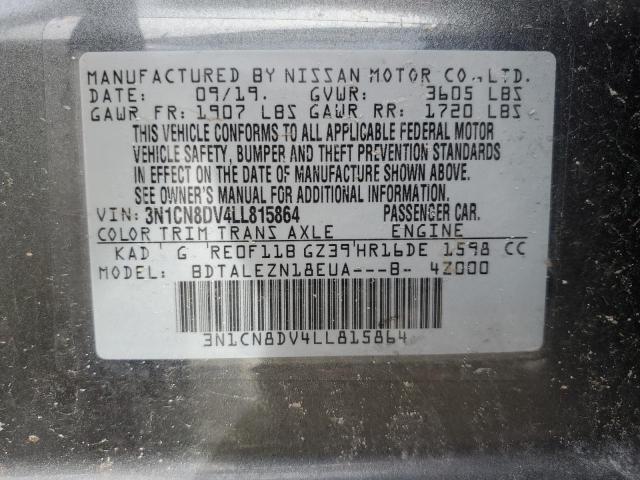 MANUFACTURED BY NISSAN MOTOR CO.,LTD.
DATE: 09/19. GVWR: 3605 LBS
GAWR FR: 1907 LBS GAWR RR: 1720 LBS
THIS VEHICLE CONFORMS TO ALL APPLICABLE FEDERAL MOTOR
VEHICLE SAFETY, BUMPER AND THEFT PREVENTION STANDARDS
IN EFFECT ON THE DATE OF MANUFACTURE SHOWN ABOVE.
SEE OWNER'S MANUAL FOR ADDITIONAL INFORMATION.
VIN: 3N1CN8DV4LL815864 PASSENGER CAR.
COLOR TRIM TRANS AXLE ENGINE
KAD G RE0F11B GZ39 HR16DE 1598 CC
MODEL: BDTALEZN18EUA---B- 4Z000
3N1CN8DV4LL815864